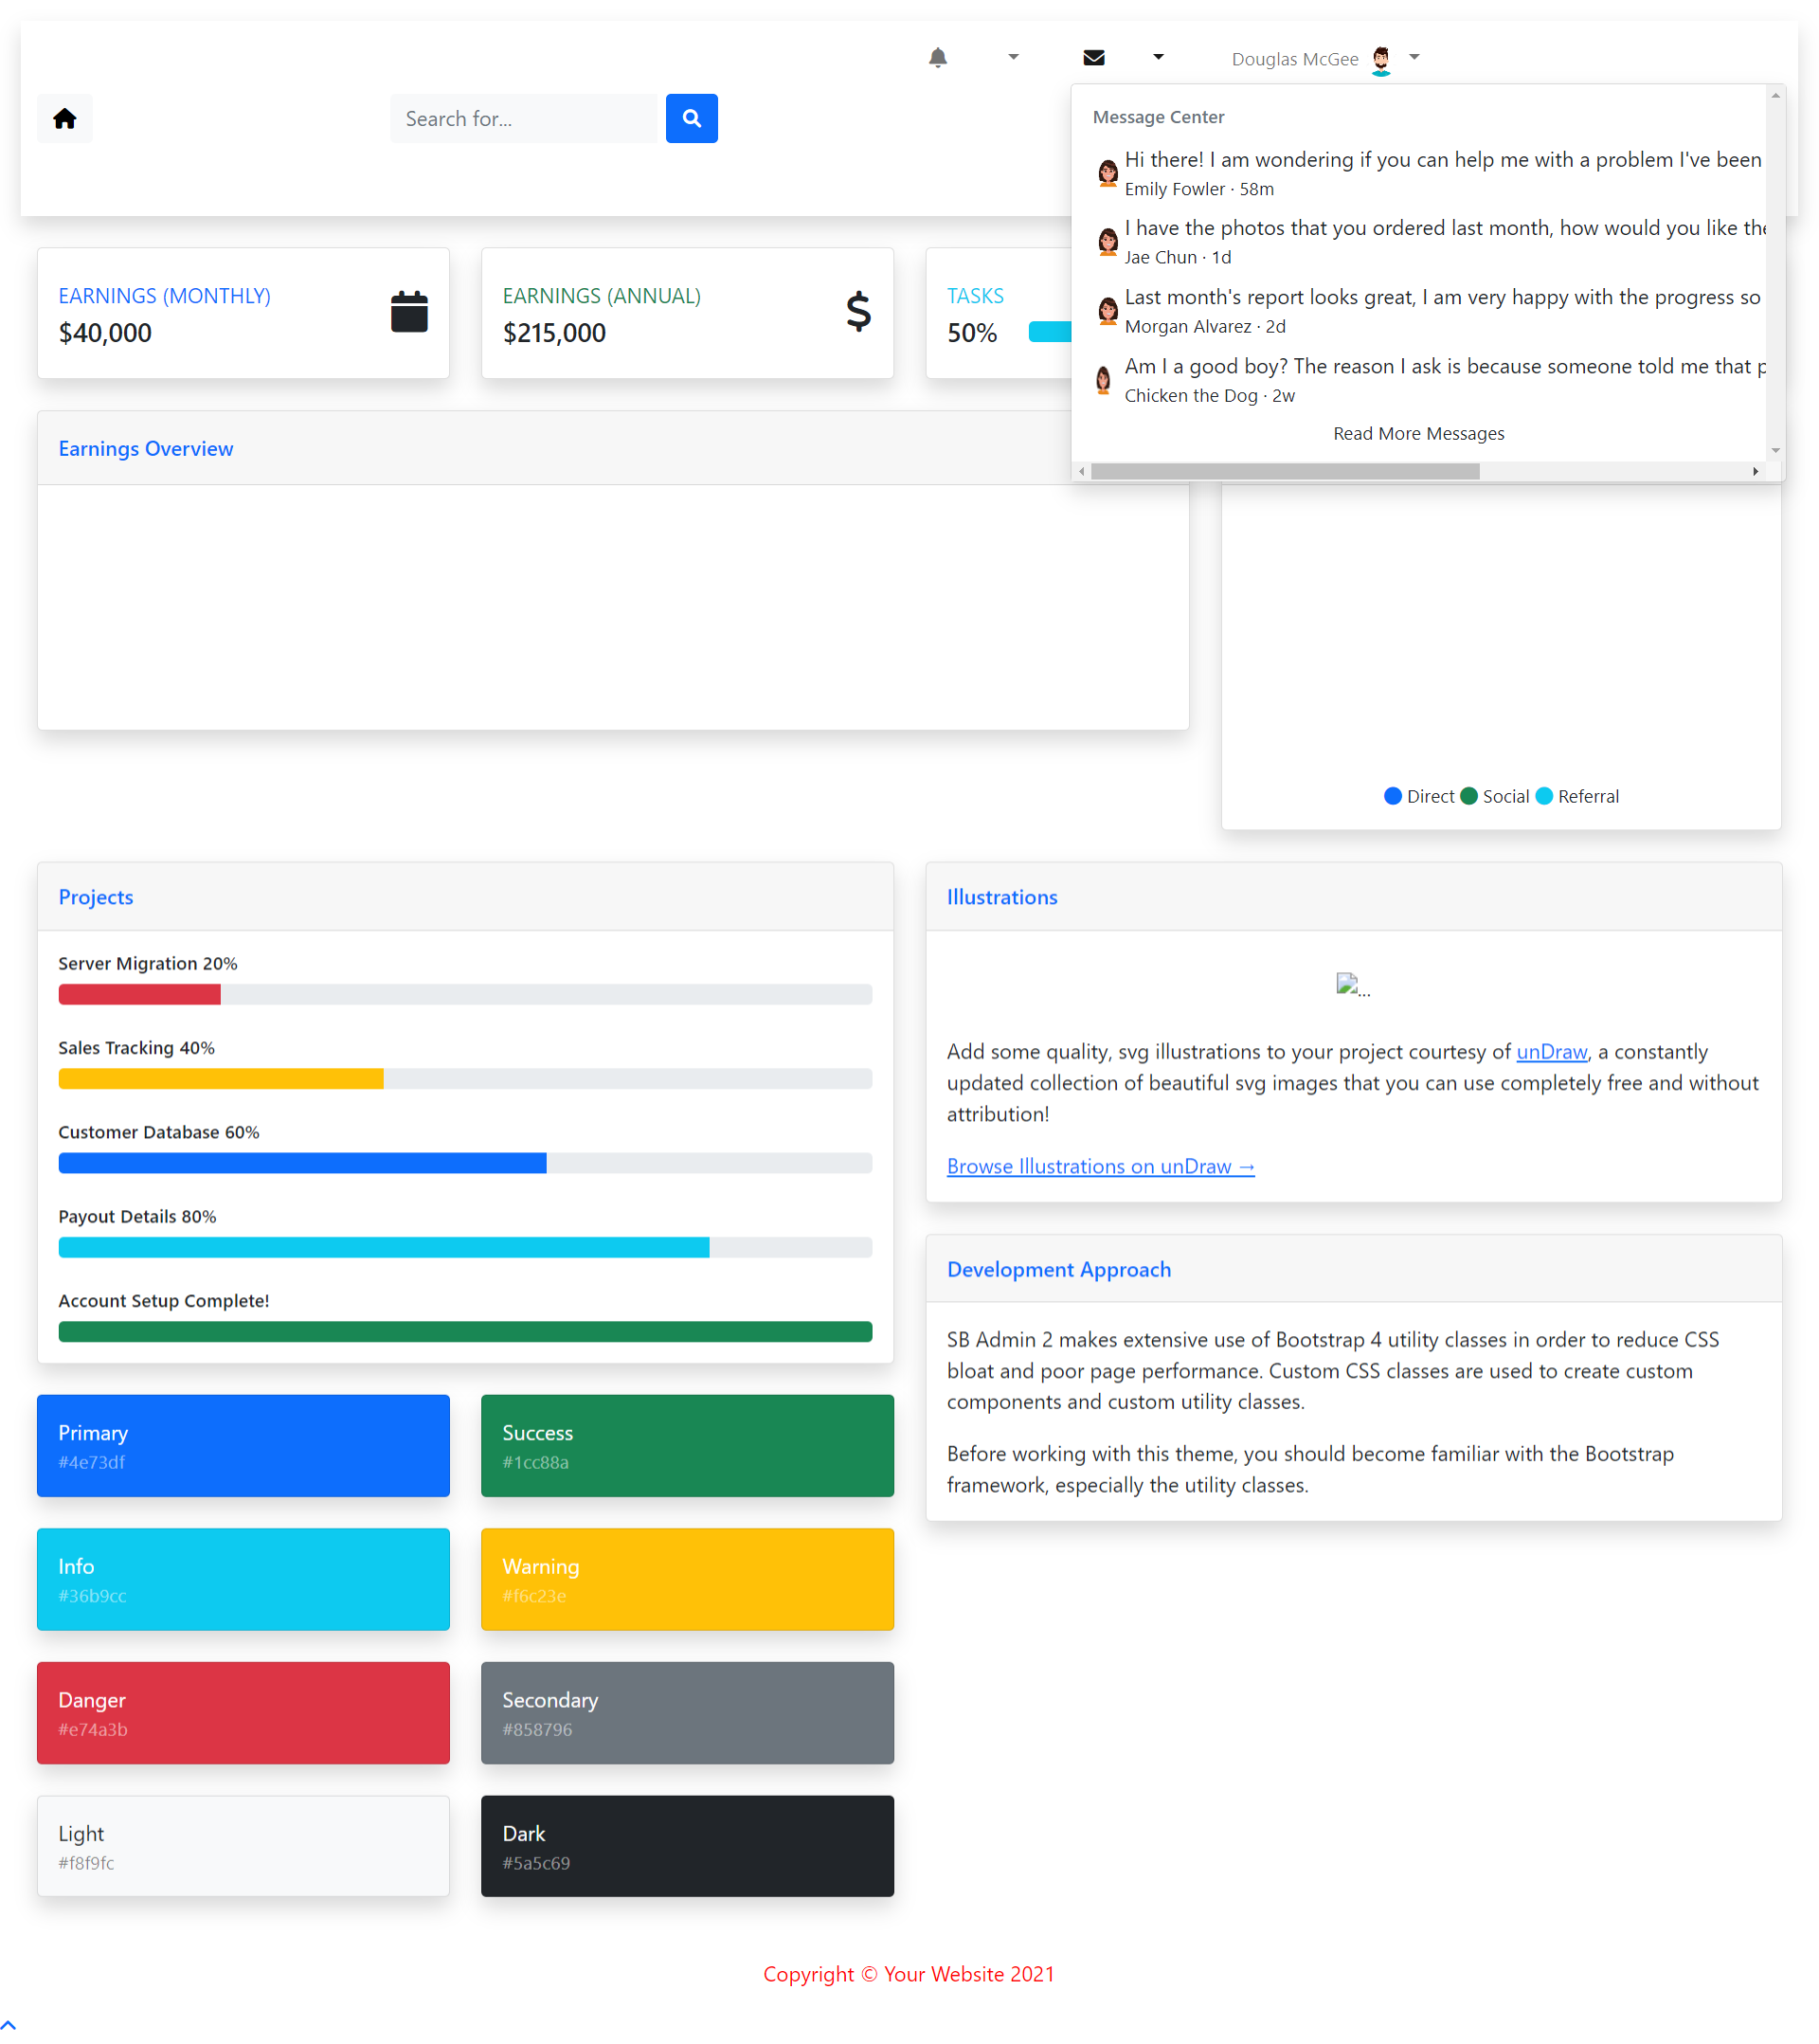 Douglas McGee
Search for...
Message Center
Hi there! I am wondering if you can help me with a problem I've been
Emily Fowler · 58m
I have the photos that you ordered last month, how would you like the
Jae Chun · 1d
Last month's report looks great, I am very happy with the progress so
Morgan Alvarez · 2d
Am I a good boy? The reason I ask is because someone told me that p
Chicken the Dog · 2w
Read More Messages
EARNINGS (MONTHLY)
$40,000
EARNINGS (ANNUAL)
$215,000
TASKS
50%
Earnings Overview
Direct Social Referral
Projects
Server Migration 20%
Sales Tracking 40%
Customer Database 60%
Payout Details 80%
Account Setup Complete!
Illustrations
...
Add some quality, svg illustrations to your project courtesy of unDraw, a constantly
updated collection of beautiful svg images that you can use completely free and without
attribution!
Browse Illustrations on unDraw →
Development Approach
SB Admin 2 makes extensive use of Bootstrap 4 utility classes in order to reduce CSS
bloat and poor page performance. Custom CSS classes are used to create custom
components and custom utility classes.
Before working with this theme, you should become familiar with the Bootstrap
framework, especially the utility classes.
Primary
#4e73df
Success
#1cc88a
Info
#36b9cc
Warning
#f6c23e
Danger
#e74a3b
Secondary
#858796
Light
#f8f9fc
Dark
#5a5c69
Copyright © Your Website 2021